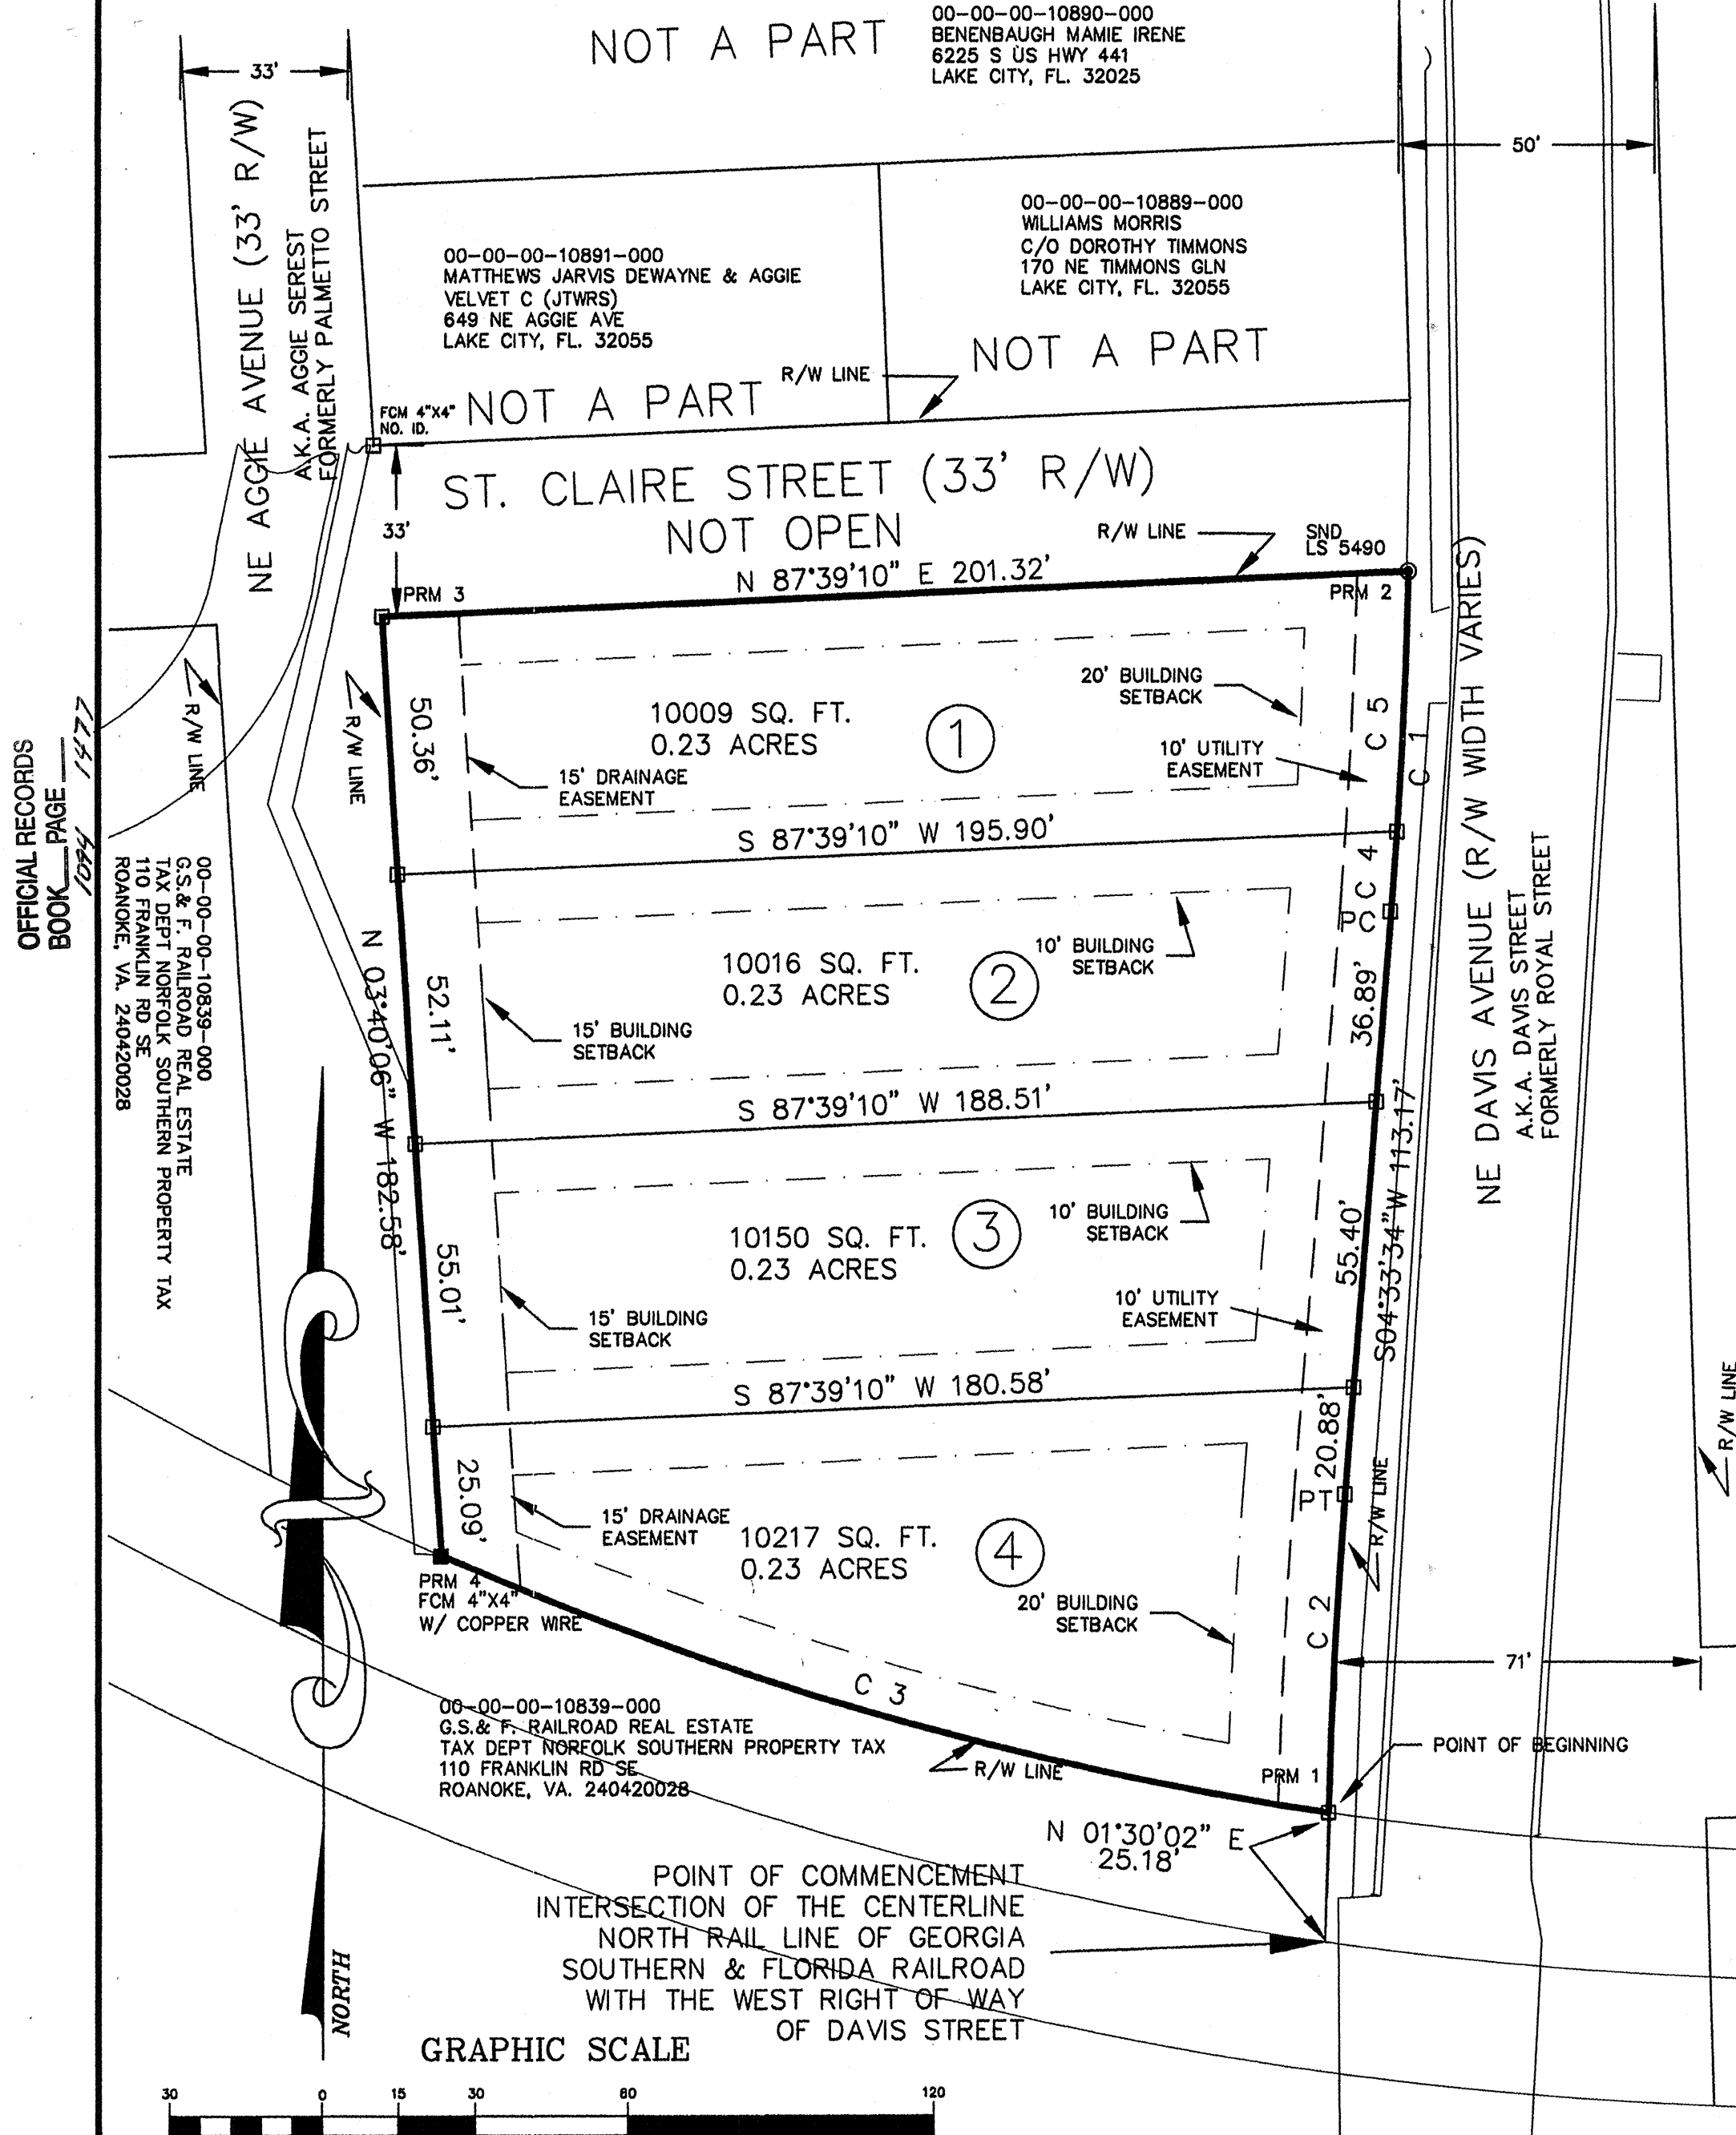 NOT A PART
00-00-00-10890-000
BENENBAUGH MAMIE IRENE
6225 S US HWY 441
LAKE CITY, FL. 32025
33'
50'
NE AGGIE AVENUE (33' R/W)
A.K.A. AGGIE SEREST
FORMERLY PALMETTO STREET
00-00-00-10891-000
MATTHEWS JARVIS DEWAYNE & AGGIE
VELVET C (JTWRS)
649 NE AGGIE AVE
LAKE CITY, FL. 32055
00-00-00-10889-000
WILLIAMS MORRIS
C/O DOROTHY TIMMONS
170 NE TIMMONS GLN
LAKE CITY, FL. 32055
NOT A PART
R/W LINE
NOT A PART
FCM 4"X4"
NO. ID.
33'
ST. CLAIRE STREET (33' R/W)
NOT OPEN
R/W LINE
SND
LS 5490
N 87°39'10" E 201.32'
PRM 3
PRM 2
R/W LINE
R/W LINE
50.36'
10009 SQ. FT.
0.23 ACRES
1
20' BUILDING
SETBACK
10' UTILITY
EASEMENT
C 5
C 1
15' DRAINAGE
EASEMENT
S 87°39'10" W 195.90'
NE DAVIS AVENUE (R/W WIDTH VARIES)
A.K.A. DAVIS STREET
FORMERLY ROYAL STREET
OFFICIAL RECORDS
BOOK PAGE
1094 1477
00-00-00-10839-000
G.S.& F. RAILROAD REAL ESTATE
TAX DEPT NORFOLK SOUTHERN PROPERTY TAX
110 FRANKLIN RD SE
ROANOKE, VA. 240420028
N 03°40'06" W 182.58'
52.11'
10016 SQ. FT.
0.23 ACRES
2
10' BUILDING
SETBACK
C 4
PC
36.89'
15' BUILDING
SETBACK
S 87°39'10" W 188.51'
S04°33'34"W 113.17'
55.01'
10150 SQ. FT.
0.23 ACRES
3
10' BUILDING
SETBACK
55.40'
10' UTILITY
EASEMENT
15' BUILDING
SETBACK
S 87°39'10" W 180.58'
R/W LINE
25.09'
20.88'
PT
R/W LINE
15' DRAINAGE
EASEMENT
10217 SQ. FT.
0.23 ACRES
4
20' BUILDING
SETBACK
C 2
PRM 4
FCM 4"X4"
W/ COPPER WIRE
71'
C 3
00-00-00-10839-000
G.S.& F. RAILROAD REAL ESTATE
TAX DEPT NORFOLK SOUTHERN PROPERTY TAX
110 FRANKLIN RD SE
ROANOKE, VA. 240420028
R/W LINE
PRM 1
POINT OF BEGINNING
N 01°30'02" E
25.18'
POINT OF COMMENCEMENT
INTERSECTION OF THE CENTERLINE
NORTH RAIL LINE OF GEORGIA
SOUTHERN & FLORIDA RAILROAD
WITH THE WEST RIGHT OF WAY
OF DAVIS STREET
NORTH
GRAPHIC SCALE
30 0 15 30 60 120